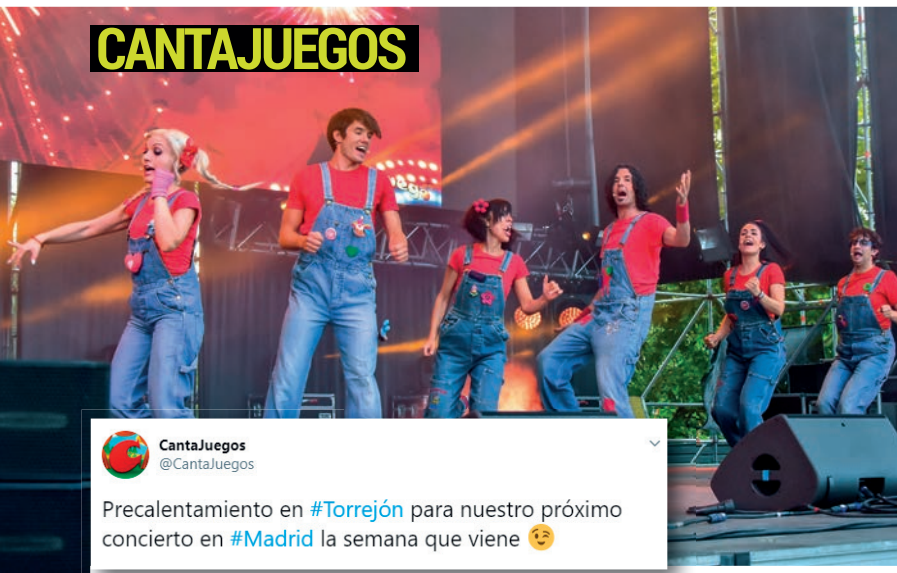 CANTAJUEGOS
CantaJuegos
@CantaJuegos
Precalentamiento en #Torrejón para nuestro próximo
concierto en #Madrid la semana que viene 😉